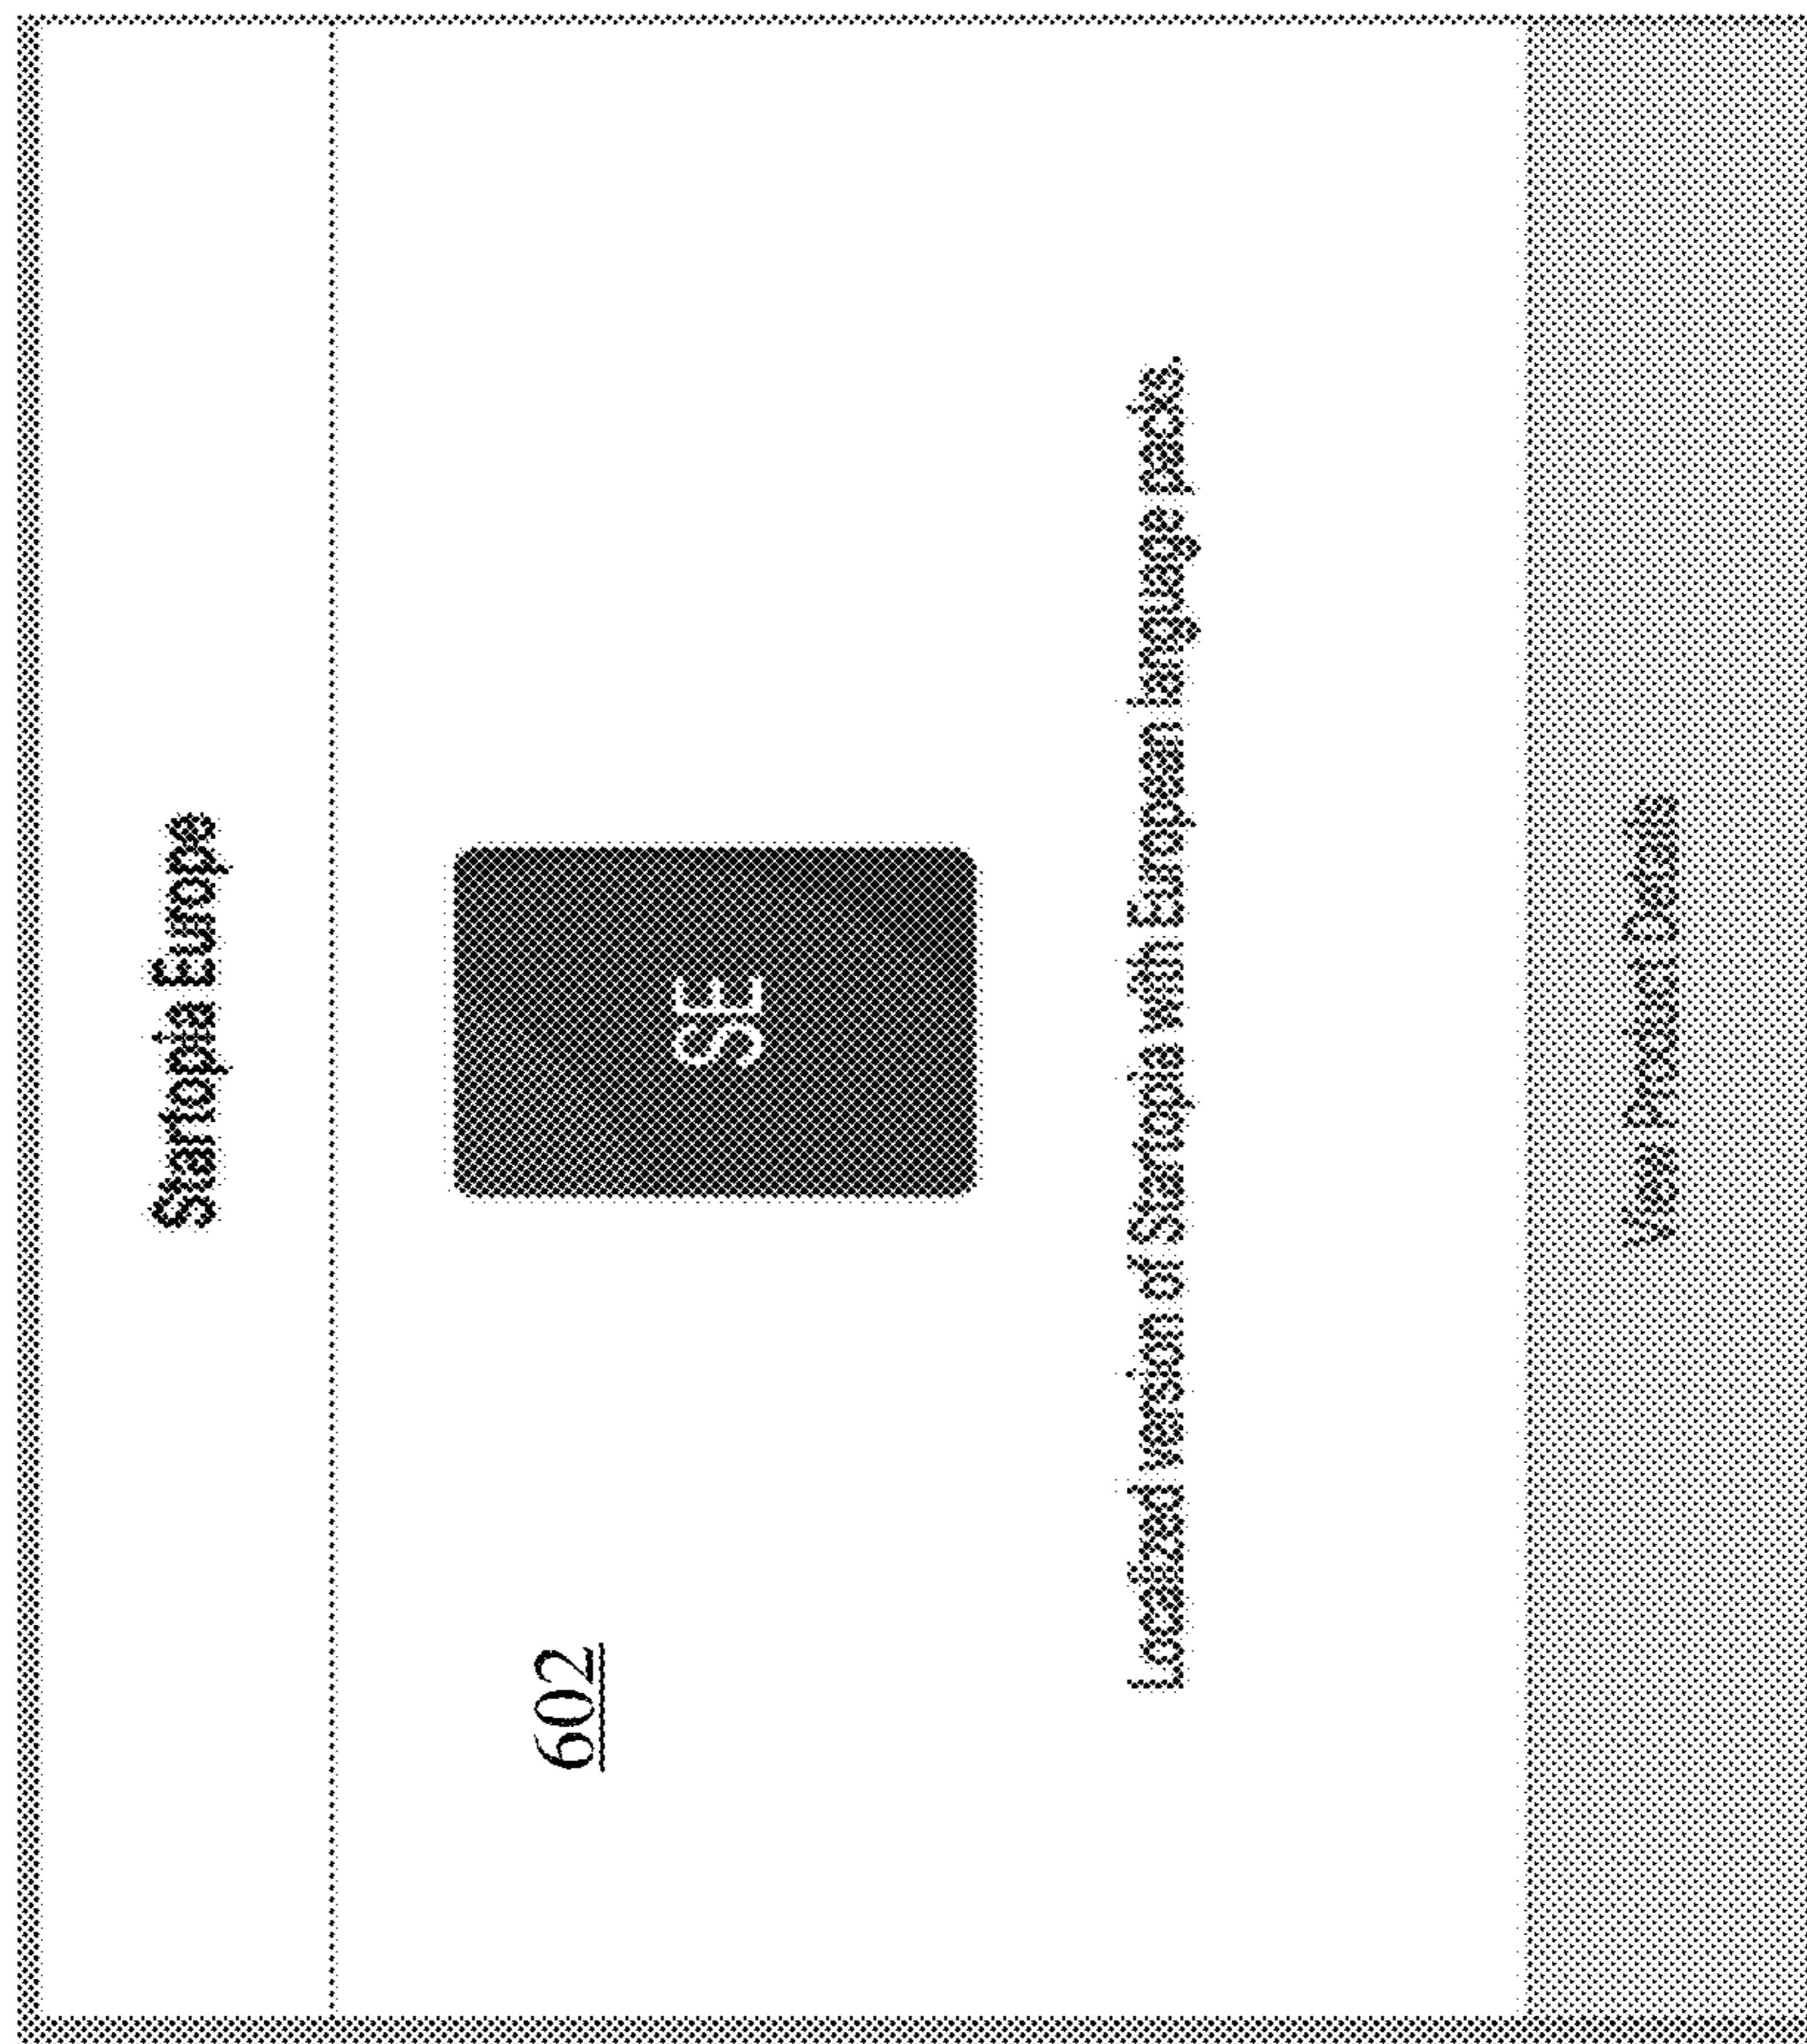 Startopia Europe
602
SE
Localized version of Startopia with European language packs.
View Product Details